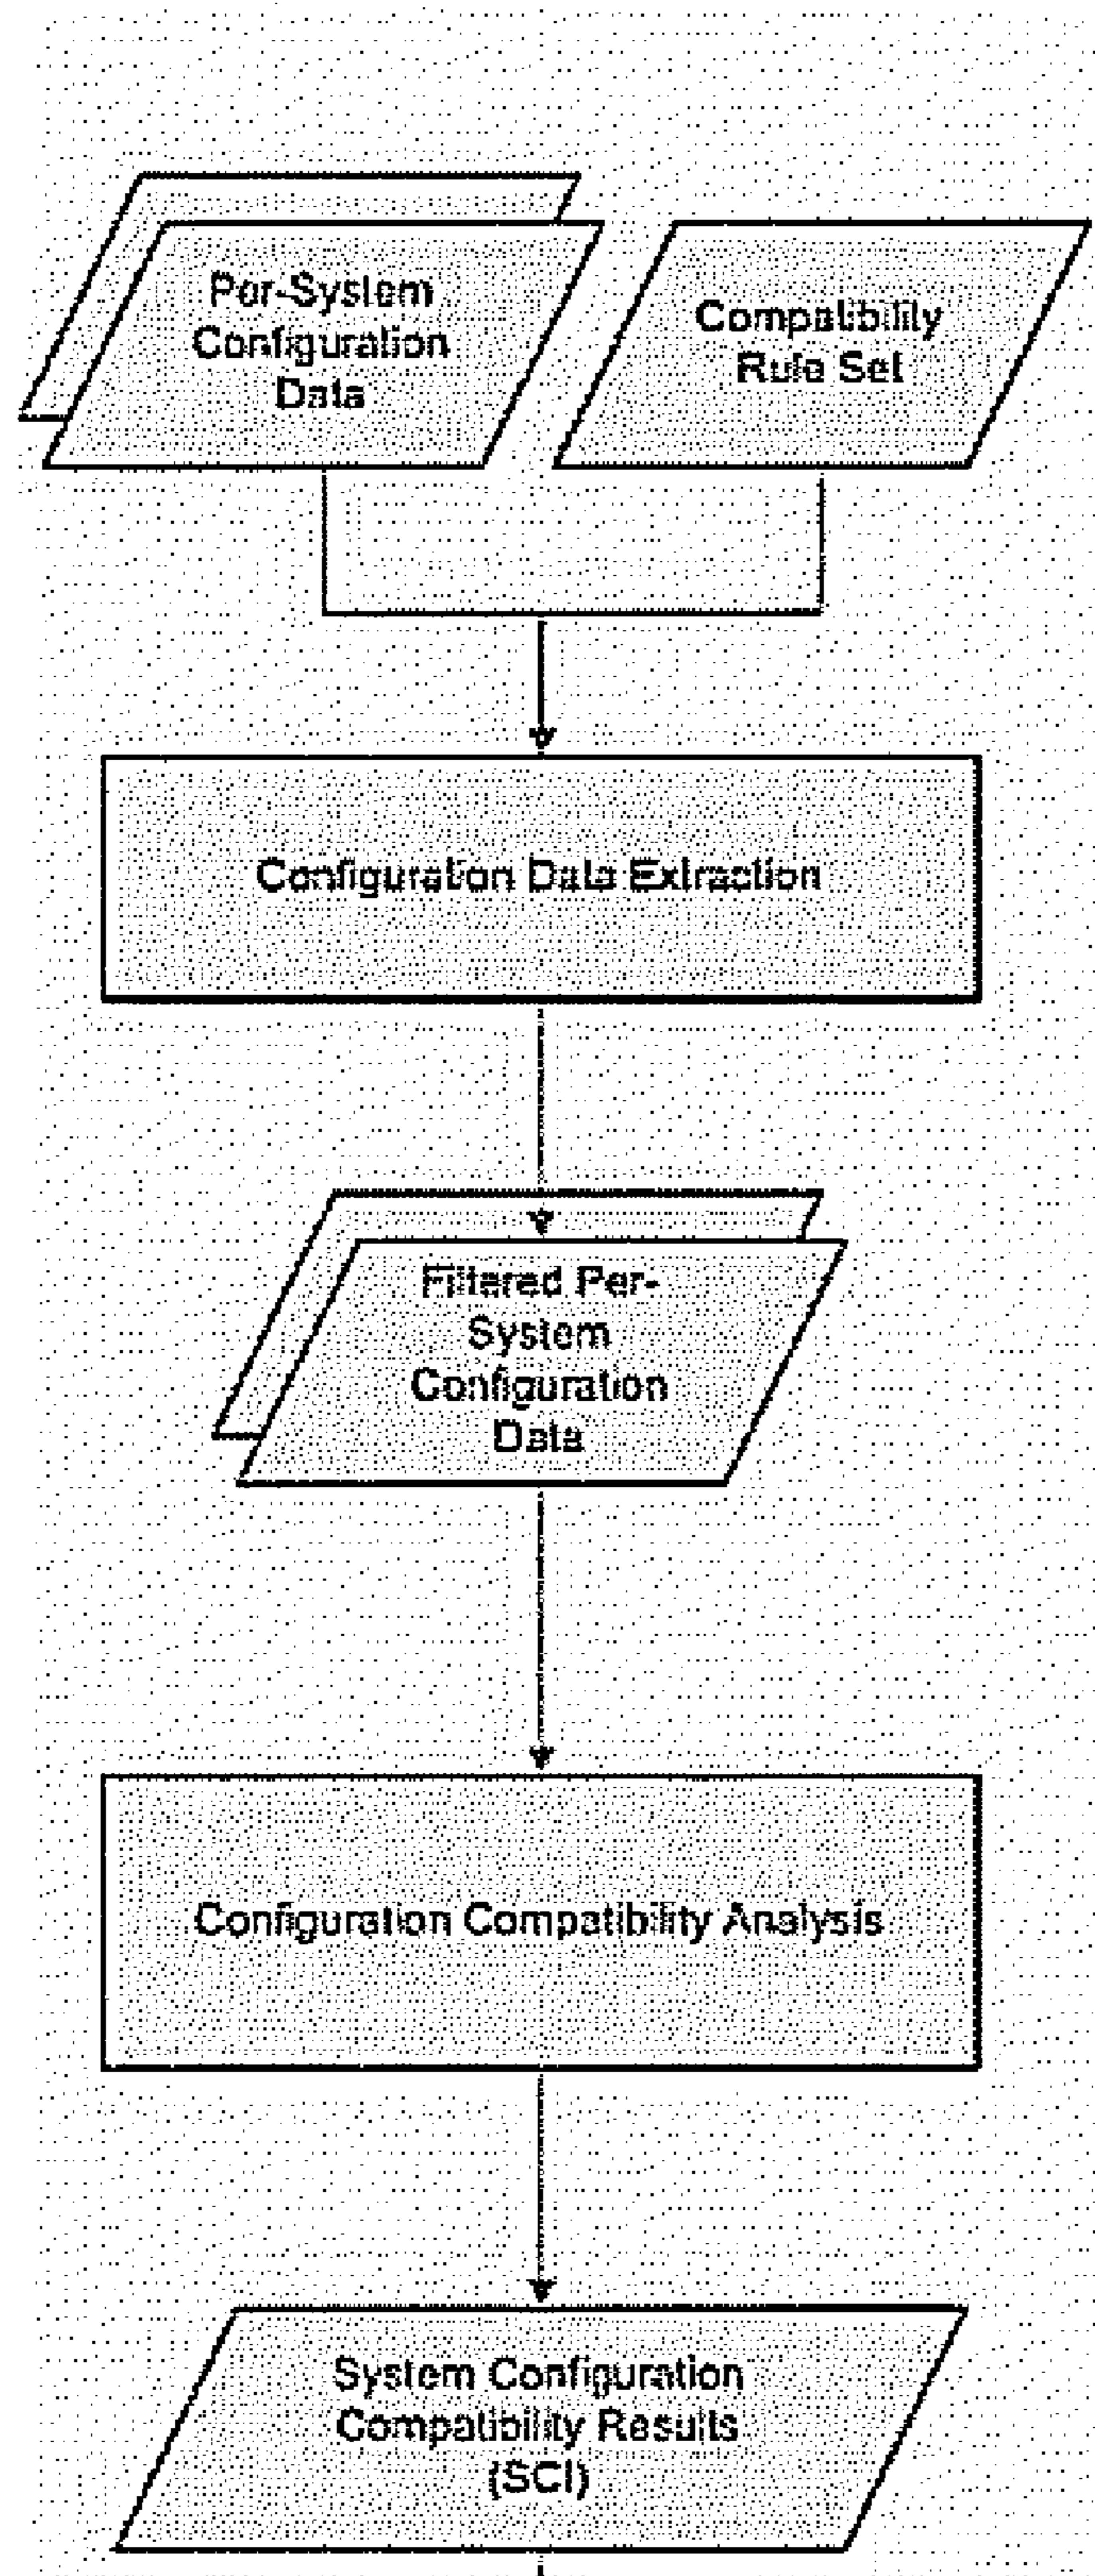 Per-System
Configuration
Data
Compatibility
Rule Set
Configuration Data Extraction
Filtered Per-
System
Configuration
Data
Configuration Compatibility Analysis
System Configuration
Compatibility Results
(SCI)